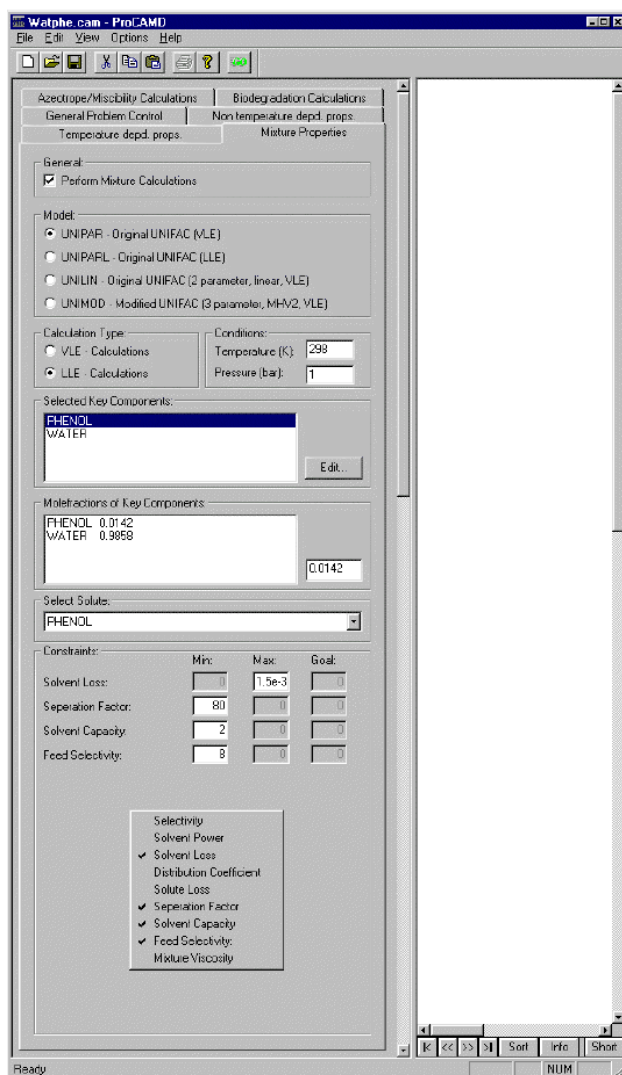 Watphe.cam - ProCAMD
File Edit View Options Help
Azeotrope/Miscibility Calculations Biodegradation Calculations
General Problem Control Non temperature depd. props.
Temperature depd. props. Mixture Properties
General:
Perform Mixture Calculations
Model:
UNIPAR - Original UNIFAC (VLE)
UNIPARL - Original UNIFAC (LLE)
UNILIN - Original UNIFAC (2 parameter, linear, VLE)
UNIMOD - Modified UNIFAC (3 parameter, MHV2, VLE)
Calculation Type: Conditions:
VLE - Calculations Temperature (K): 298
LLE - Calculations Pressure (bar): 1
Selected Key Components:
PHENOL
WATER
Edit...
Molefractions of Key Components:
PHENOL 0.0142
WATER 0.9858
0.0142
Select Solute:
PHENOL
Constraints:
Min: Max: Goal:
Solvent Loss: 0 1.5e-3 0
Seperation Factor: 80 0 0
Solvent Capacity: 2 0 0
Feed Selectivity: 8 0 0
Selectivity
Solvent Power
Solvent Loss
Distribution Coefficient
Solute Loss
Seperation Factor
Solvent Capacity
Feed Selectivity:
Mixture Viscosity
K << >> >I Sort Info Short
Ready NUM